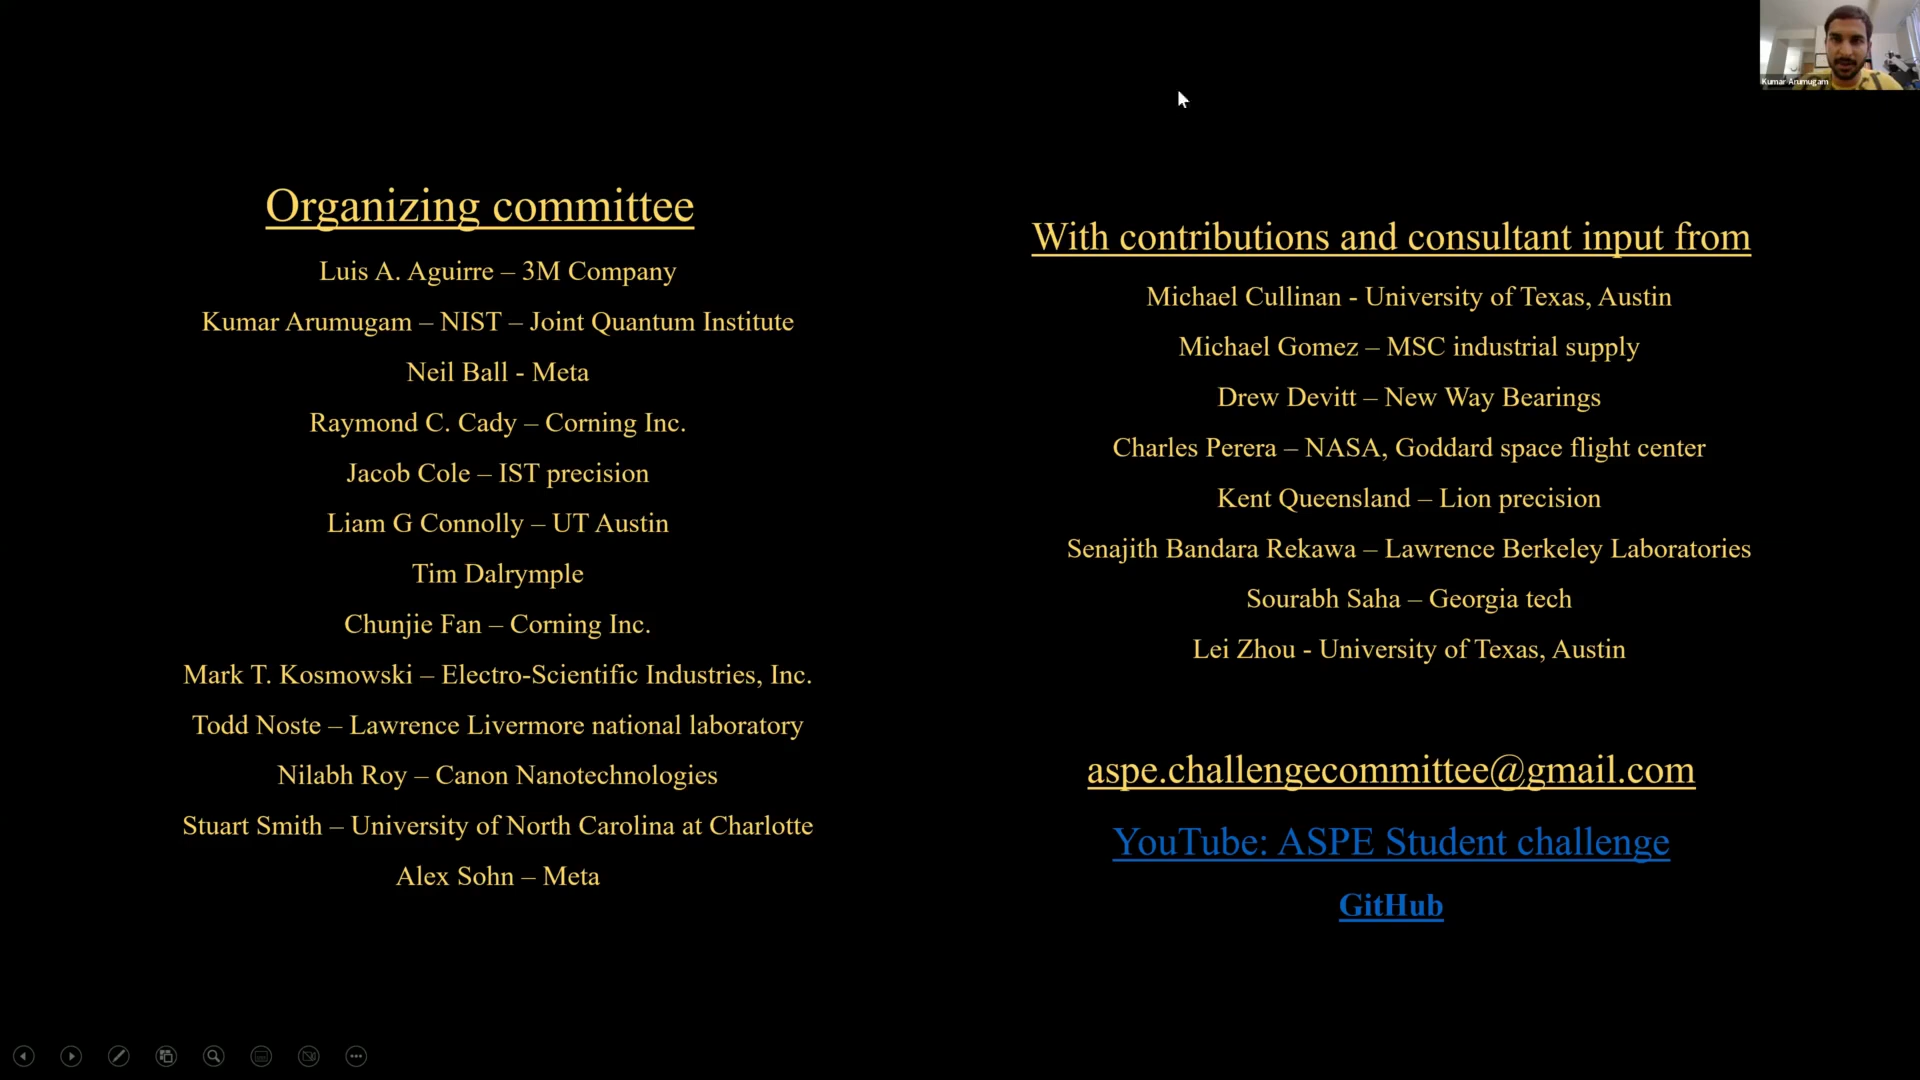 Kumar Arumugam
Organizing committee
Luis A. Aguirre – 3M Company
Kumar Arumugam – NIST – Joint Quantum Institute
Neil Ball - Meta
Raymond C. Cady – Corning Inc.
Jacob Cole – IST precision
Liam G Connolly – UT Austin
Tim Dalrymple
Chunjie Fan – Corning Inc.
Mark T. Kosmowski – Electro-Scientific Industries, Inc.
Todd Noste – Lawrence Livermore national laboratory
Nilabh Roy – Canon Nanotechnologies
Stuart Smith – University of North Carolina at Charlotte
Alex Sohn – Meta
With contributions and consultant input from
Michael Cullinan - University of Texas, Austin
Michael Gomez – MSC industrial supply
Drew Devitt – New Way Bearings
Charles Perera – NASA, Goddard space flight center
Kent Queensland – Lion precision
Senajith Bandara Rekawa – Lawrence Berkeley Laboratories
Sourabh Saha – Georgia tech
Lei Zhou - University of Texas, Austin
aspe.challengecommittee@gmail.com
YouTube: ASPE Student challenge
GitHub